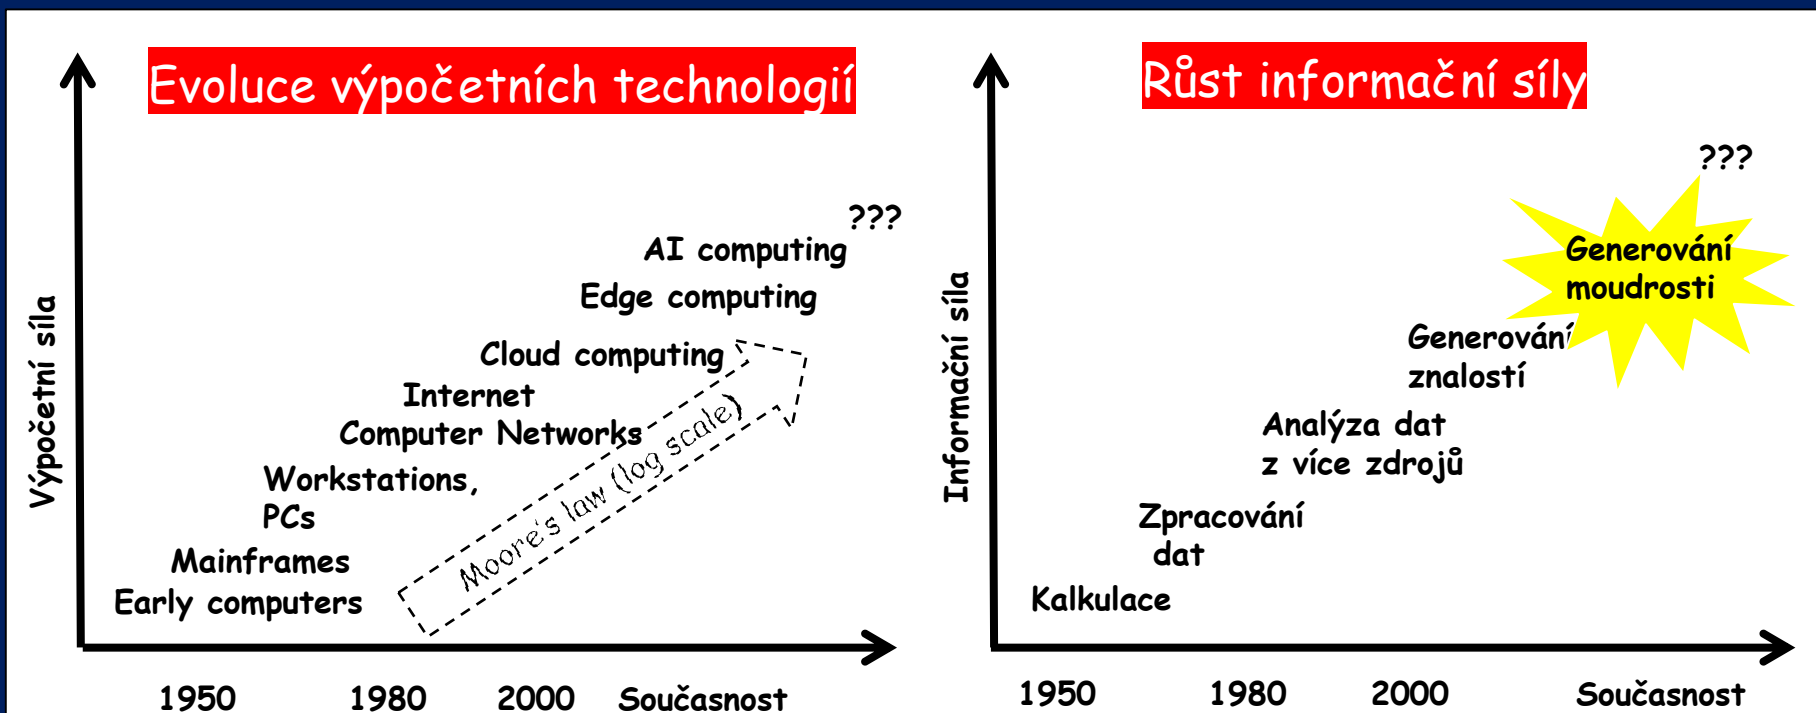 Evoluce výpočetních technologií
???
AI computing
Edge computing
Cloud computing
Internet
Computer Networks
Workstations,
PCs
Mainframes
Early computers
Moore's law (log scale)
Výpočetní síla
1950 1980 2000 Současnost
Růst informační síly
???
Generování
moudrosti
Generování
znalostí
Analýza dat
z více zdrojů
Zpracování
dat
Kalkulace
Informační síla
1950 1980 2000 Současnost